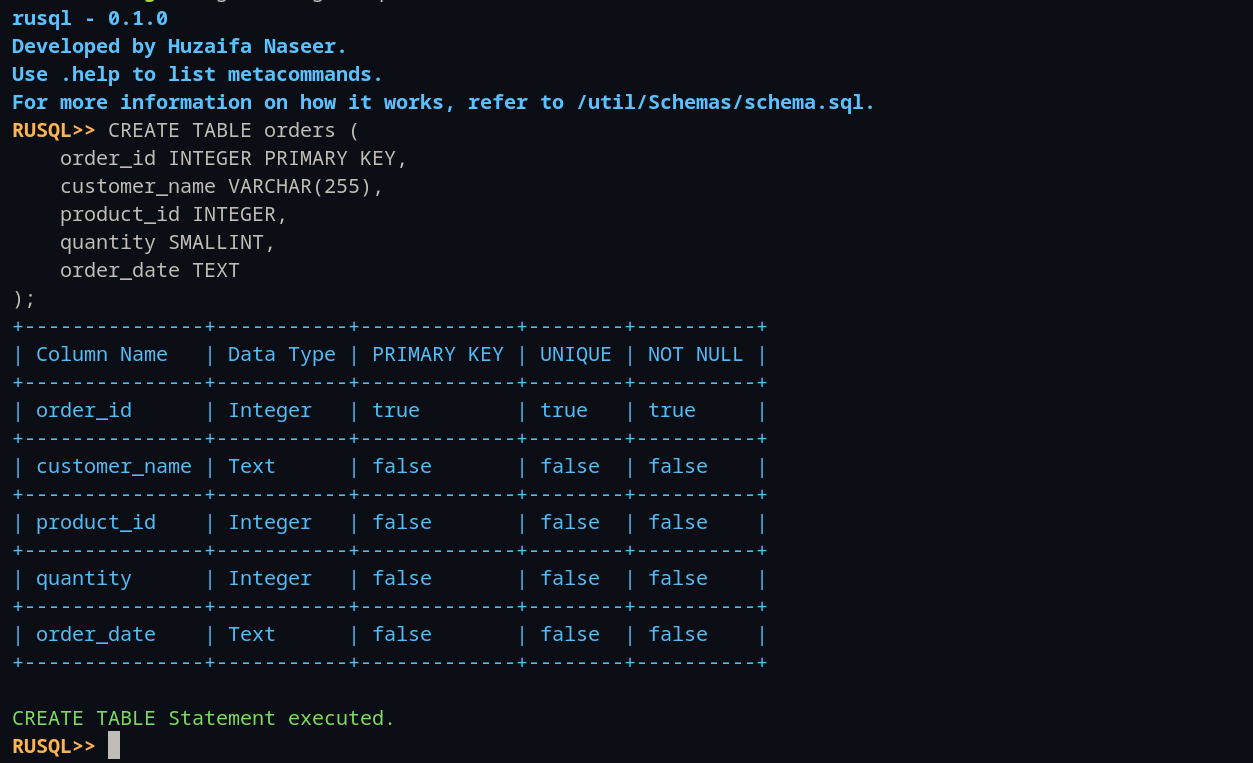 rusql - 0.1.0
Developed by Huzaifa Naseer.
Use .help to list metacommands.
For more information on how it works, refer to /util/Schemas/schema.sql.
RUSQL>> CREATE TABLE orders (
    order_id INTEGER PRIMARY KEY,
    customer_name VARCHAR(255),
    product_id INTEGER,
    quantity SMALLINT,
    order_date TEXT
);
+---------------+-----------+-------------+--------+----------+
| Column Name   | Data Type | PRIMARY KEY | UNIQUE | NOT NULL |
+---------------+-----------+-------------+--------+----------+
| order_id      | Integer   | true        | true   | true     |
+---------------+-----------+-------------+--------+----------+
| customer_name | Text      | false       | false  | false    |
+---------------+-----------+-------------+--------+----------+
| product_id    | Integer   | false       | false  | false    |
+---------------+-----------+-------------+--------+----------+
| quantity      | Integer   | false       | false  | false    |
+---------------+-----------+-------------+--------+----------+
| order_date    | Text      | false       | false  | false    |
+---------------+-----------+-------------+--------+----------+

CREATE TABLE Statement executed.
RUSQL>>